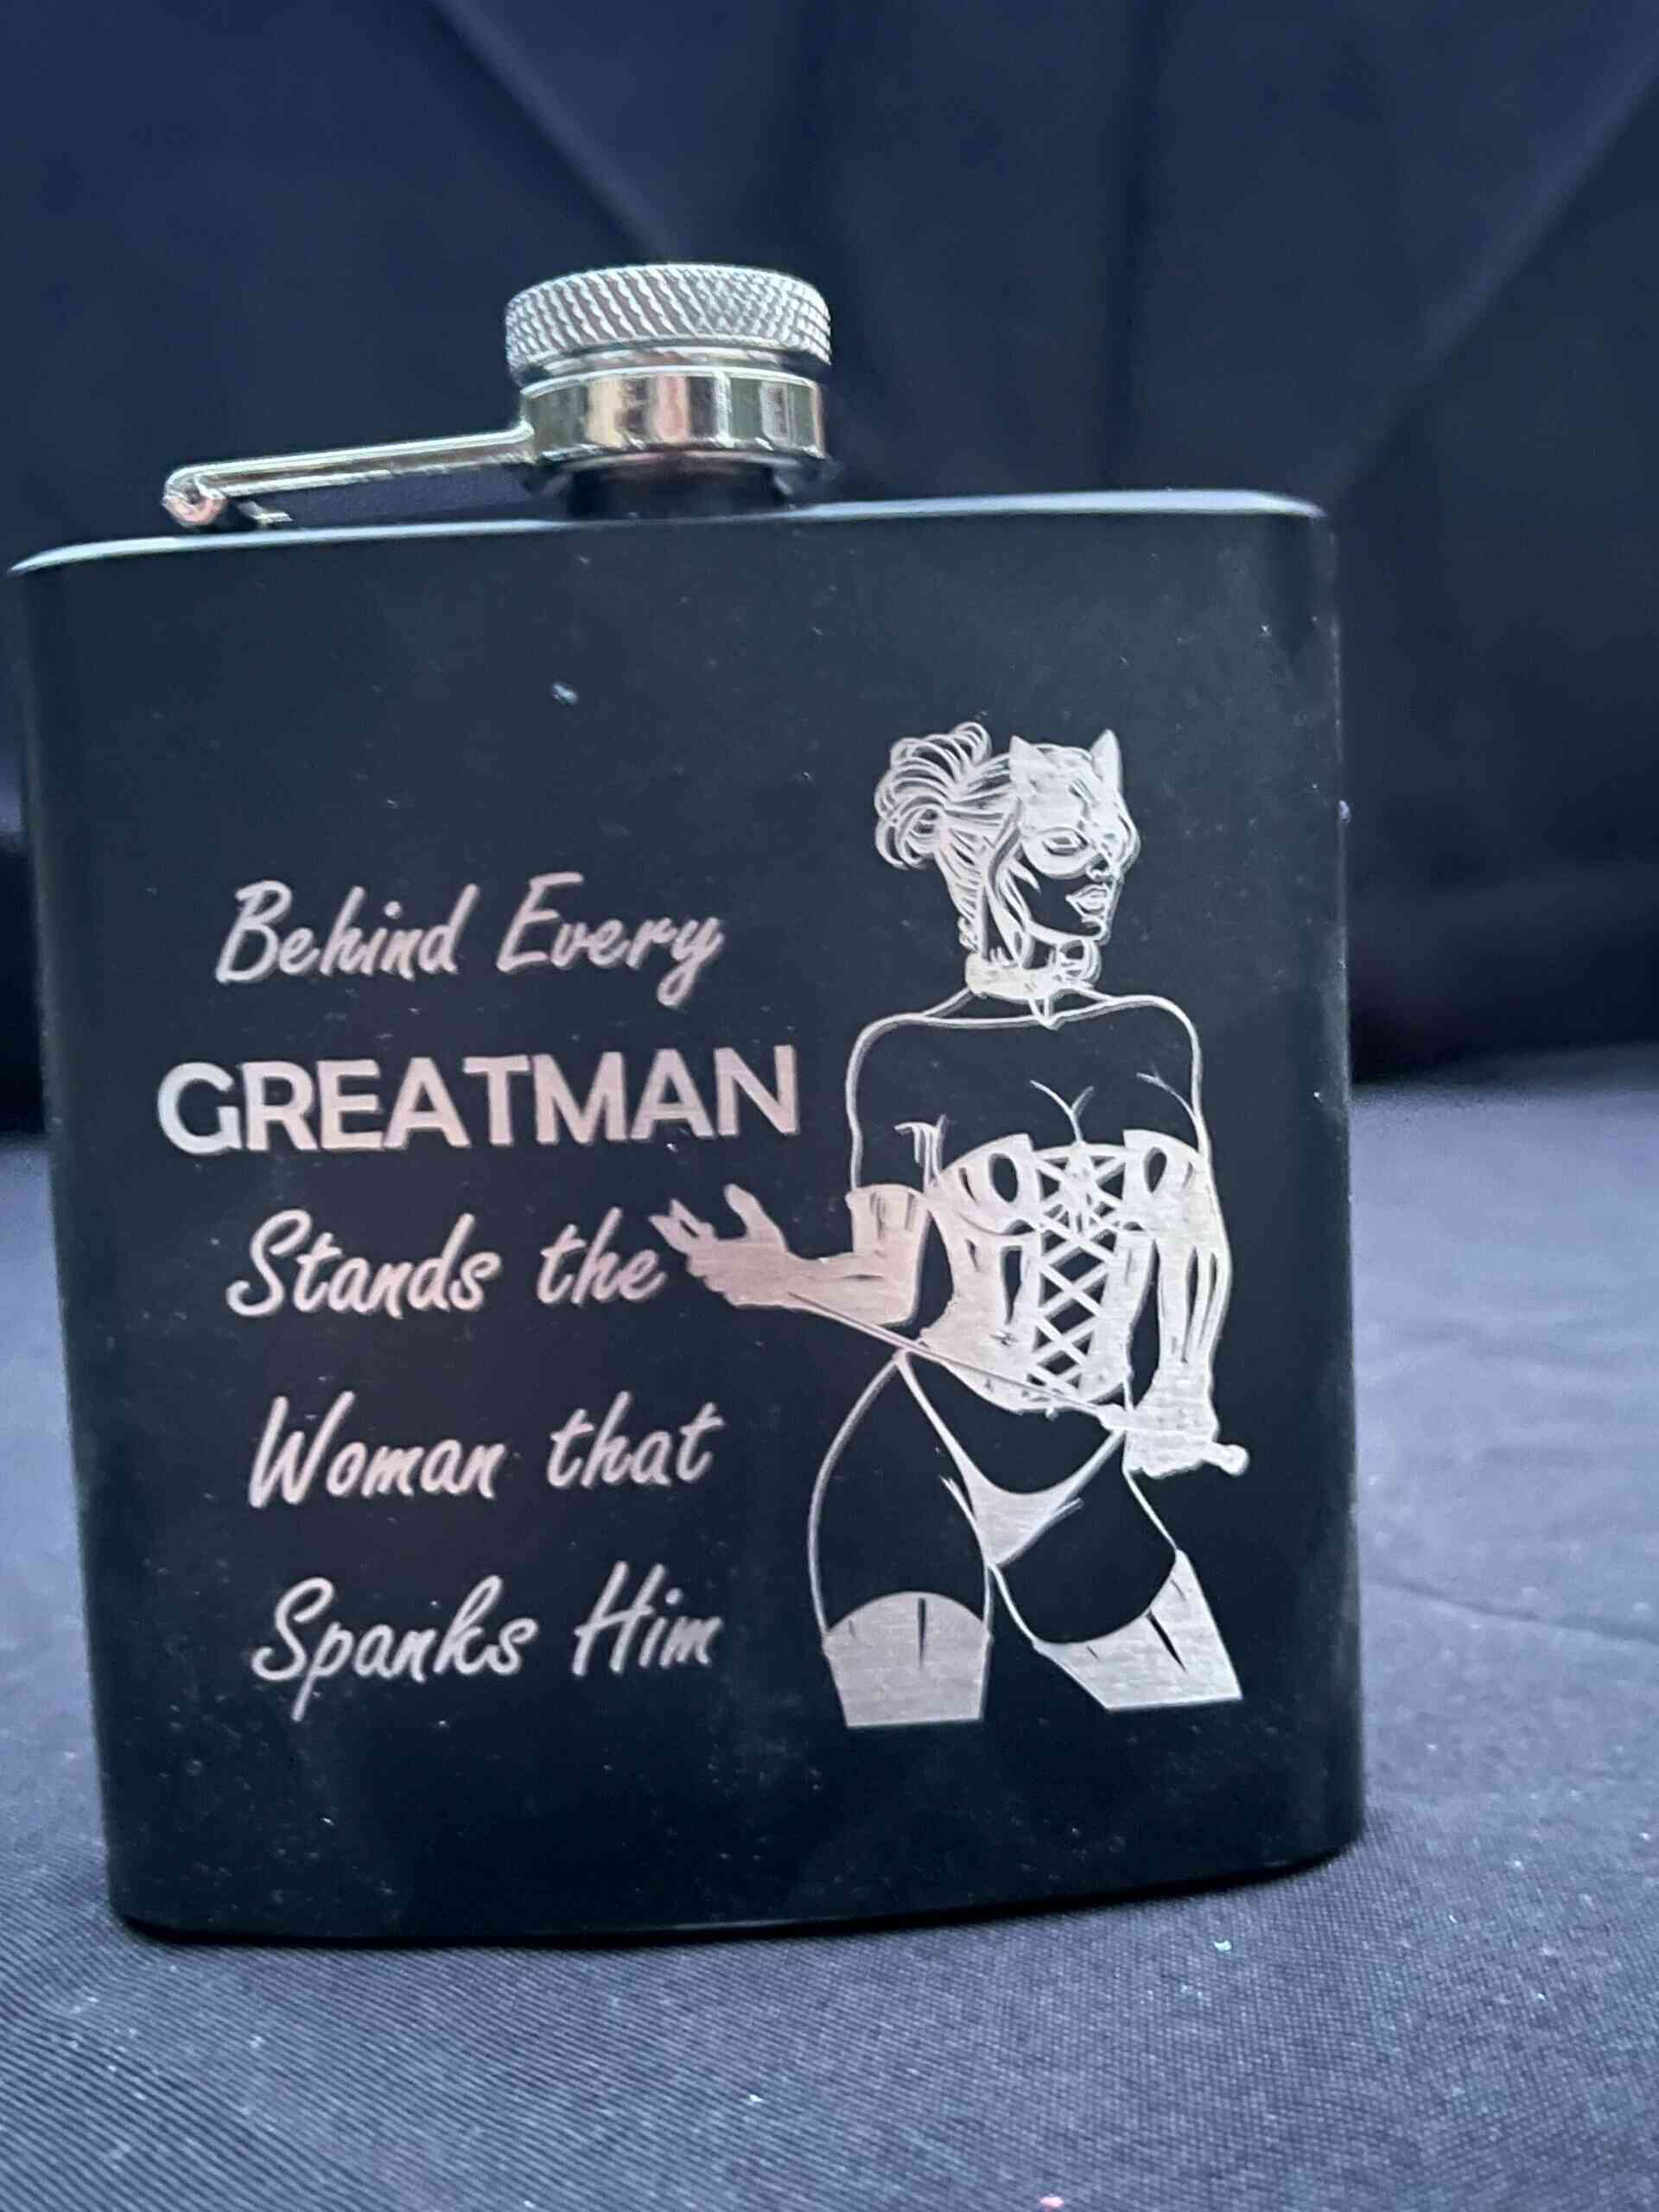 Behind Every
GREATMAN
Stands the
Woman that
Spanks Him